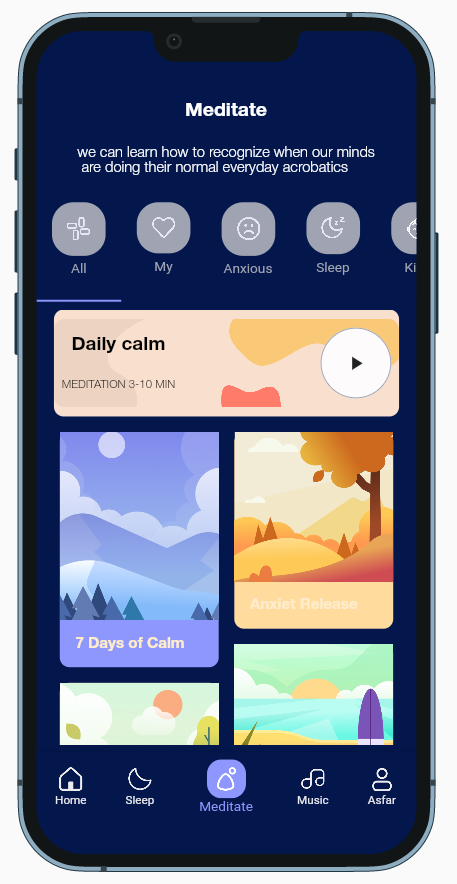 Meditate
we can learn how to recognize when our minds
are doing their normal everyday acrobatics
All
My
Anxious
Sleep
Ki
Daily calm
MEDITATION 3-10 MIN
Anxiet Release
7 Days of Calm
Home
Sleep
Meditate
Music
Asfar